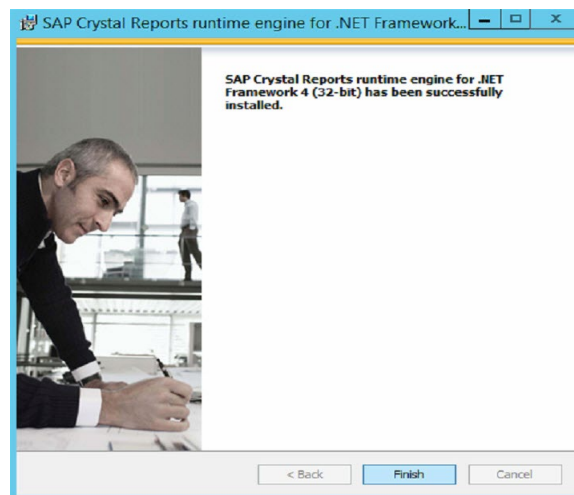 SAP Crystal Reports runtime engine for .NET Framework...
SAP Crystal Reports runtime engine for .NET
Framework 4 (32-bit) has been successfully
installed.
< Back
Finish
Cancel